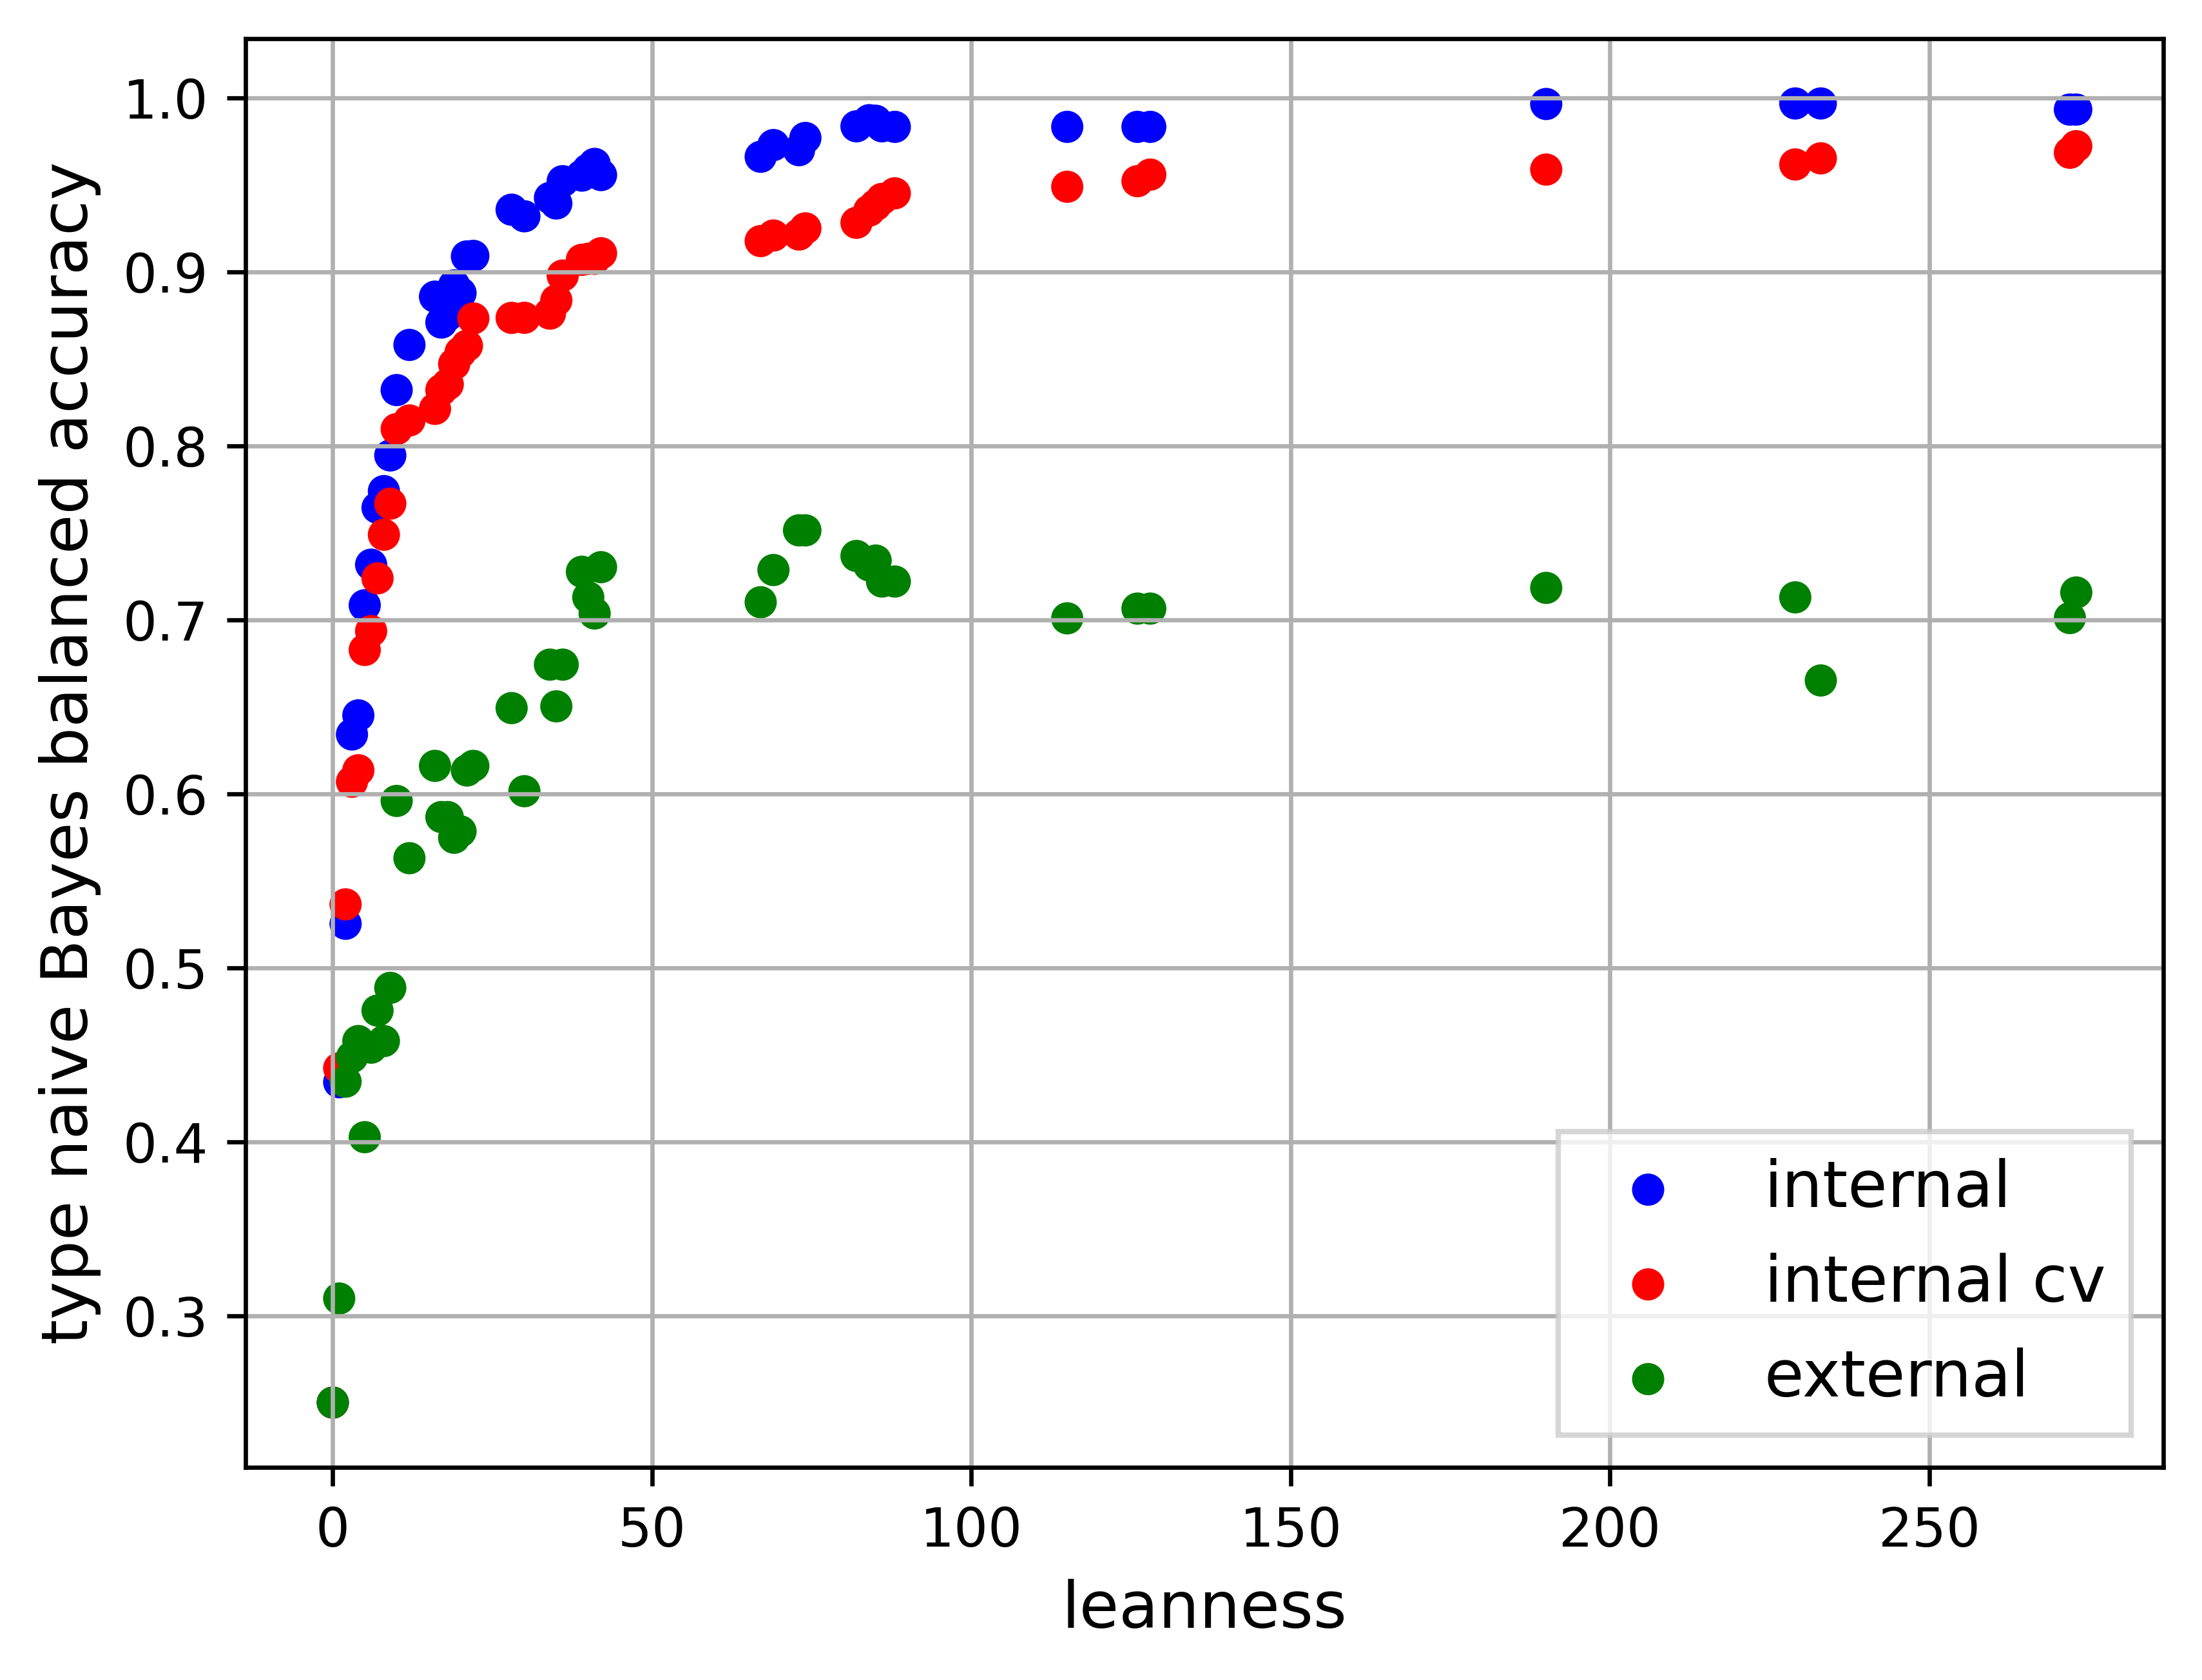 type naive Bayes balanced accuracy
1.0
0.9
0.8
0.7
0.6
0.5
0.4
0.3
internal
internal cv
external
0 50 100 150 200 250
leanness